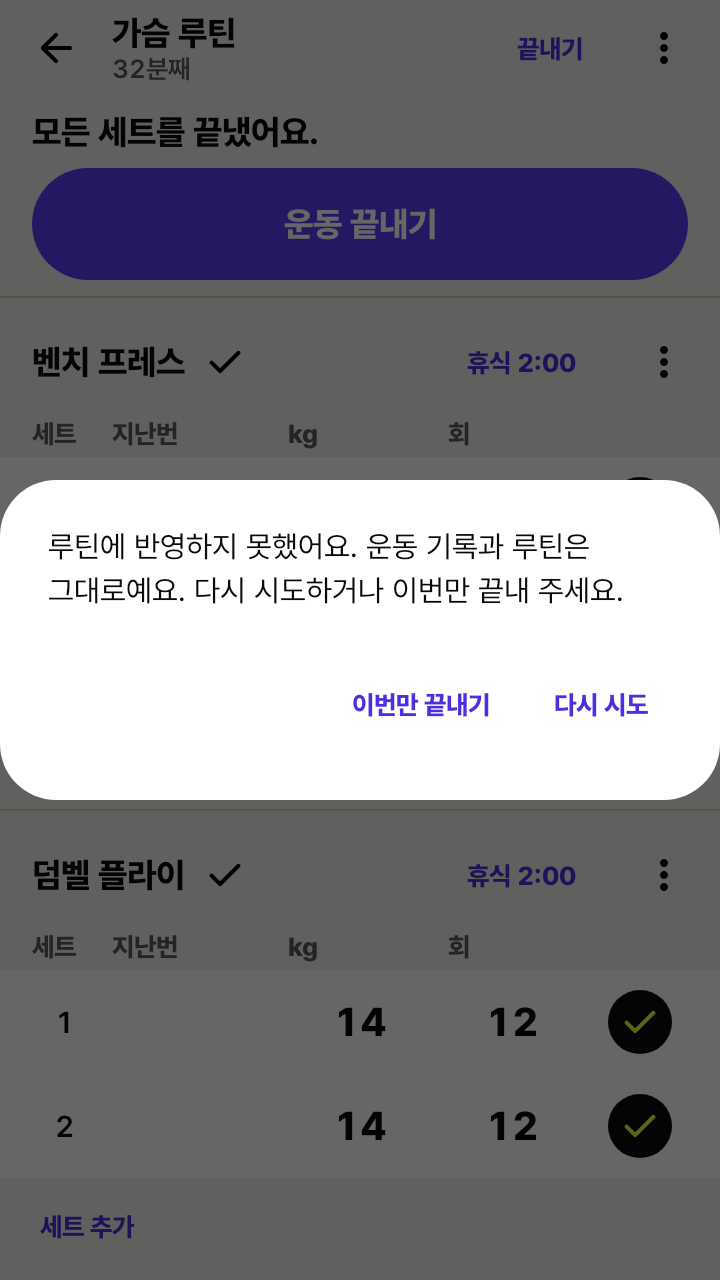 가슴 루틴
32분째
끝내기
모든 세트를 끝냈어요.
운동 끝내기
벤치 프레스
휴식 2:00
세트 지난번 kg 회
루틴에 반영하지 못했어요. 운동 기록과 루틴은
그대로예요. 다시 시도하거나 이번만 끝내 주세요.
이번만 끝내기 다시 시도
덤벨 플라이
휴식 2:00
세트 지난번 kg 회
1 14 12
2 14 12
세트 추가